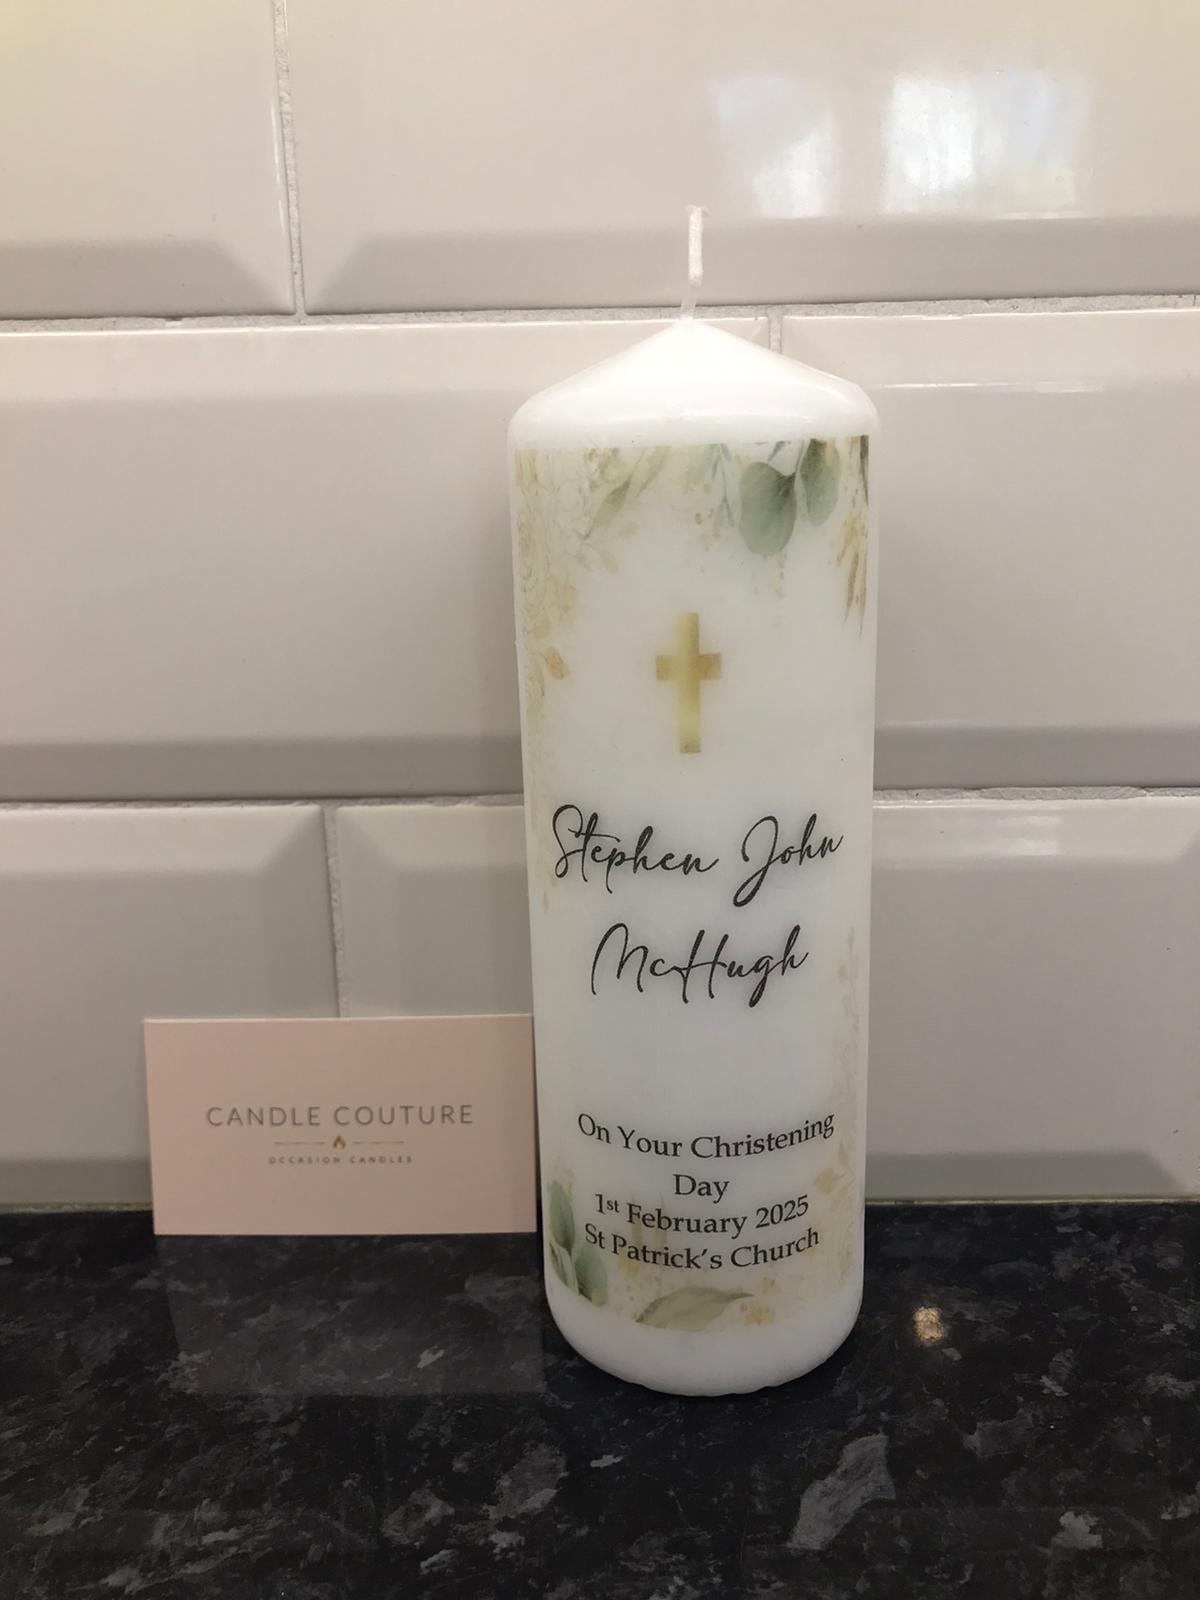 Stephen John
McHugh
On Your Christening
Day
1st February 2025
St Patrick's Church
CANDLE COUTURE
OCCASION CANDLES